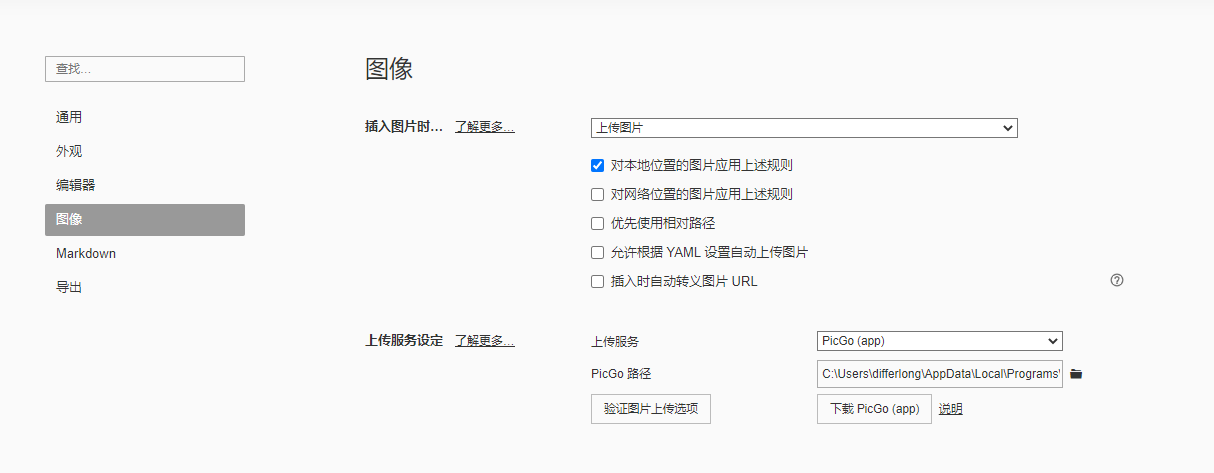 查找...
通用
外观
编辑器
图像
Markdown
导出
图像
插入图片时... 了解更多... 上传图片
对本地位置的图片应用上述规则
对网络位置的图片应用上述规则
优先使用相对路径
允许根据 YAML 设置自动上传图片
插入时自动转义图片 URL
上传服务设定 了解更多... 上传服务 PicGo (app)
PicGo 路径 C:\Users\differlong\AppData\Local\Programs\
验证图片上传选项 下载 PicGo (app) 说明